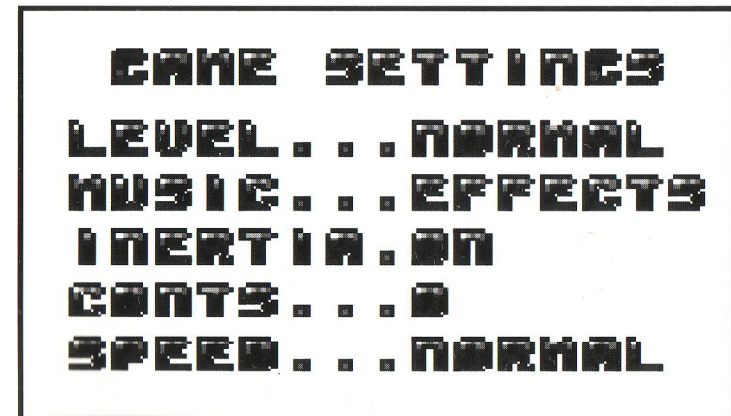 GAME SETTINGS
LEVEL...NORMAL
MUSIC...EFFECTS
INERTIA.ON
CONTS...0
SPEED...NORMAL